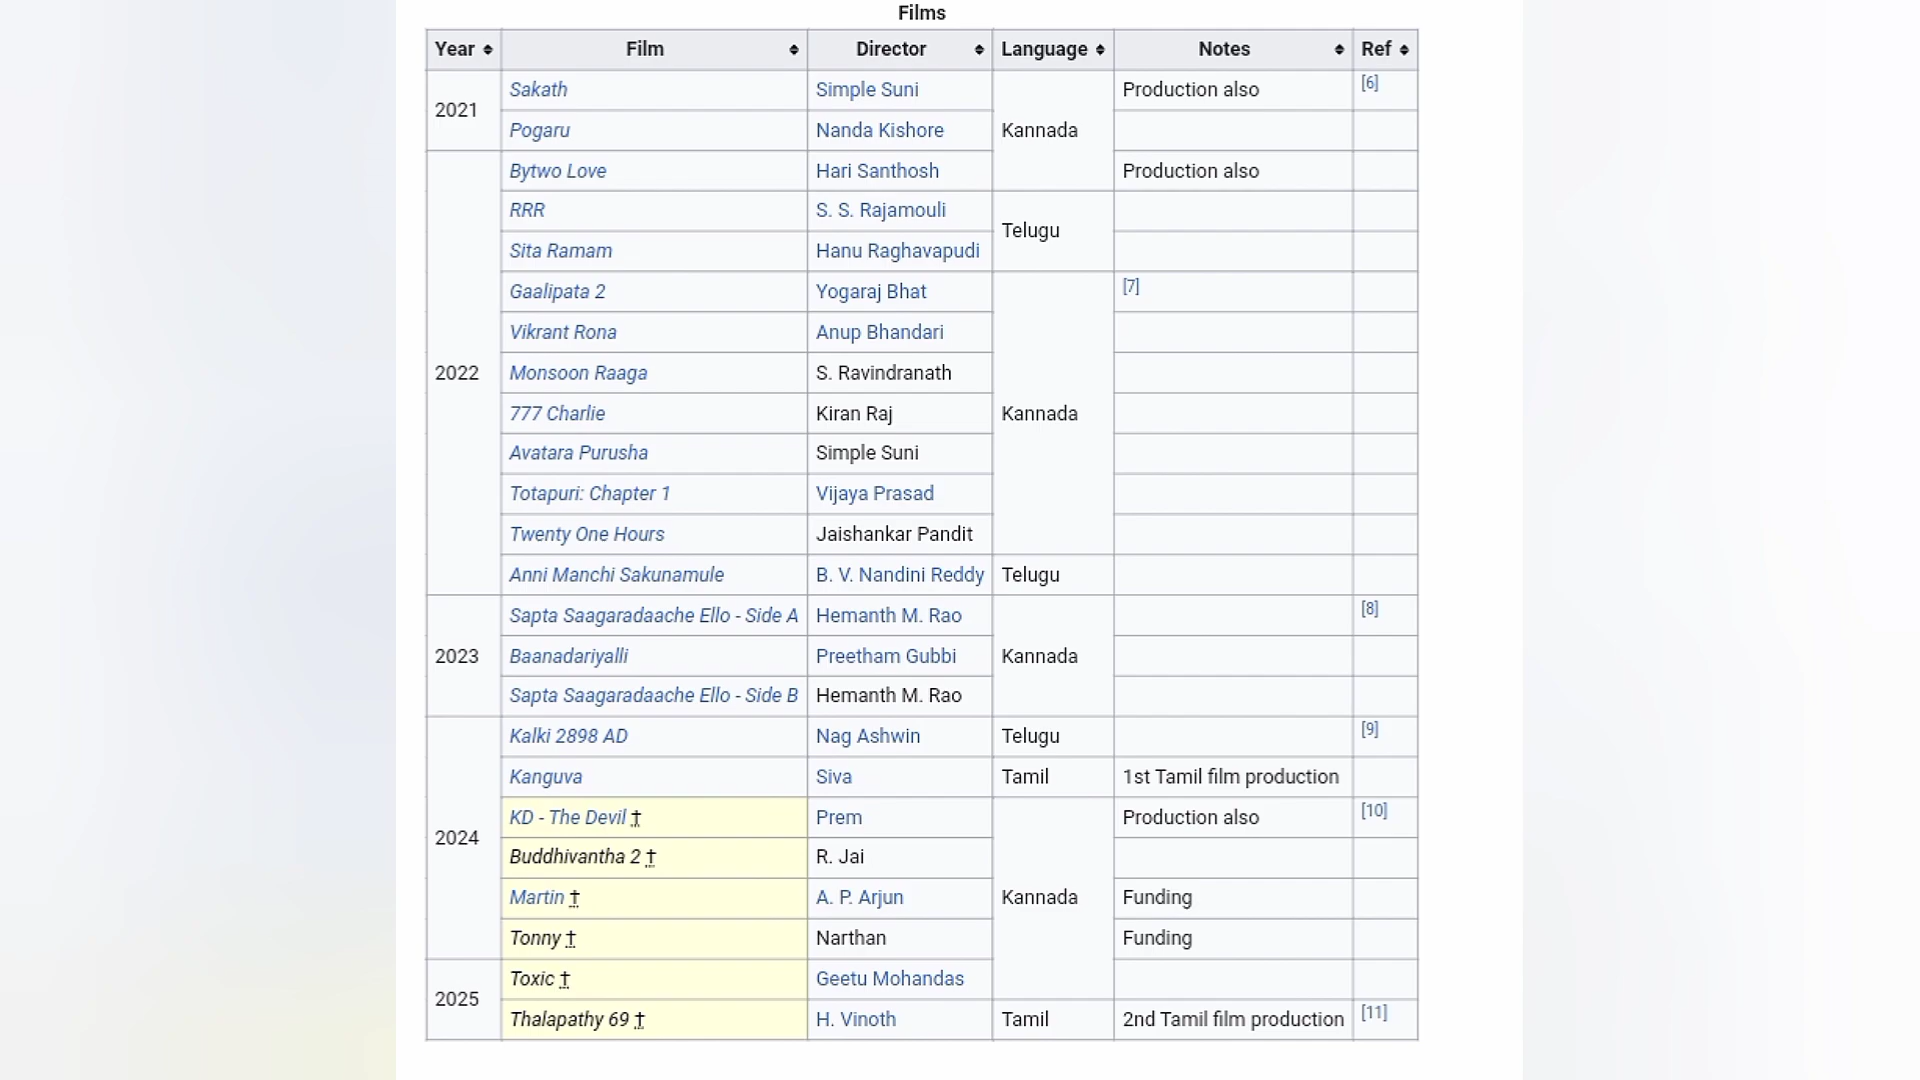 Films
Year Film Director Language Notes Ref
2021 Sakath Simple Suni Kannada Production also [6]
Pogaru Nanda Kishore
2022 Bytwo Love Hari Santhosh Production also
RRR S. S. Rajamouli Telugu
Sita Ramam Hanu Raghavapudi
Gaalipata 2 Yogaraj Bhat Kannada [7]
Vikrant Rona Anup Bhandari
Monsoon Raaga S. Ravindranath
777 Charlie Kiran Raj
Avatara Purusha Simple Suni
Totapuri: Chapter 1 Vijaya Prasad
Twenty One Hours Jaishankar Pandit
Anni Manchi Sakunamule B. V. Nandini Reddy Telugu
2023 Sapta Saagaradaache Ello - Side A Hemanth M. Rao Kannada [8]
Baanadariyalli Preetham Gubbi
Sapta Saagaradaache Ello - Side B Hemanth M. Rao
2024 Kalki 2898 AD Nag Ashwin Telugu [9]
Kanguva Siva Tamil 1st Tamil film production
KD - The Devil † Prem Kannada Production also [10]
Buddhivantha 2 † R. Jai
Martin † A. P. Arjun Funding
Tonny † Narthan Funding
2025 Toxic † Geetu Mohandas
Thalapathy 69 † H. Vinoth Tamil 2nd Tamil film production [11]